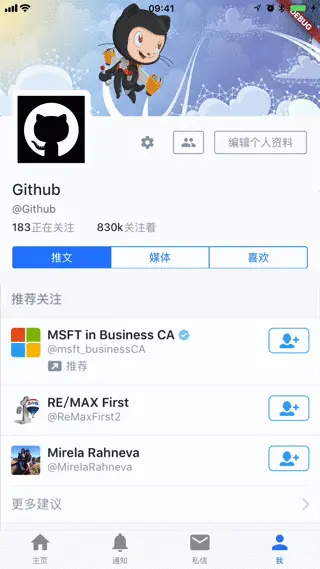 09:41
DEBUG
编辑个人资料
Github
@Github
183正在关注 830k关注着
推文 媒体 喜欢
推荐关注
MSFT in Business CA
@msft_businessCA
推荐
RE/MAX First
@ReMaxFirst2
Mirela Rahneva
@MirelaRahneva
更多建议
主页 通知 私信 我